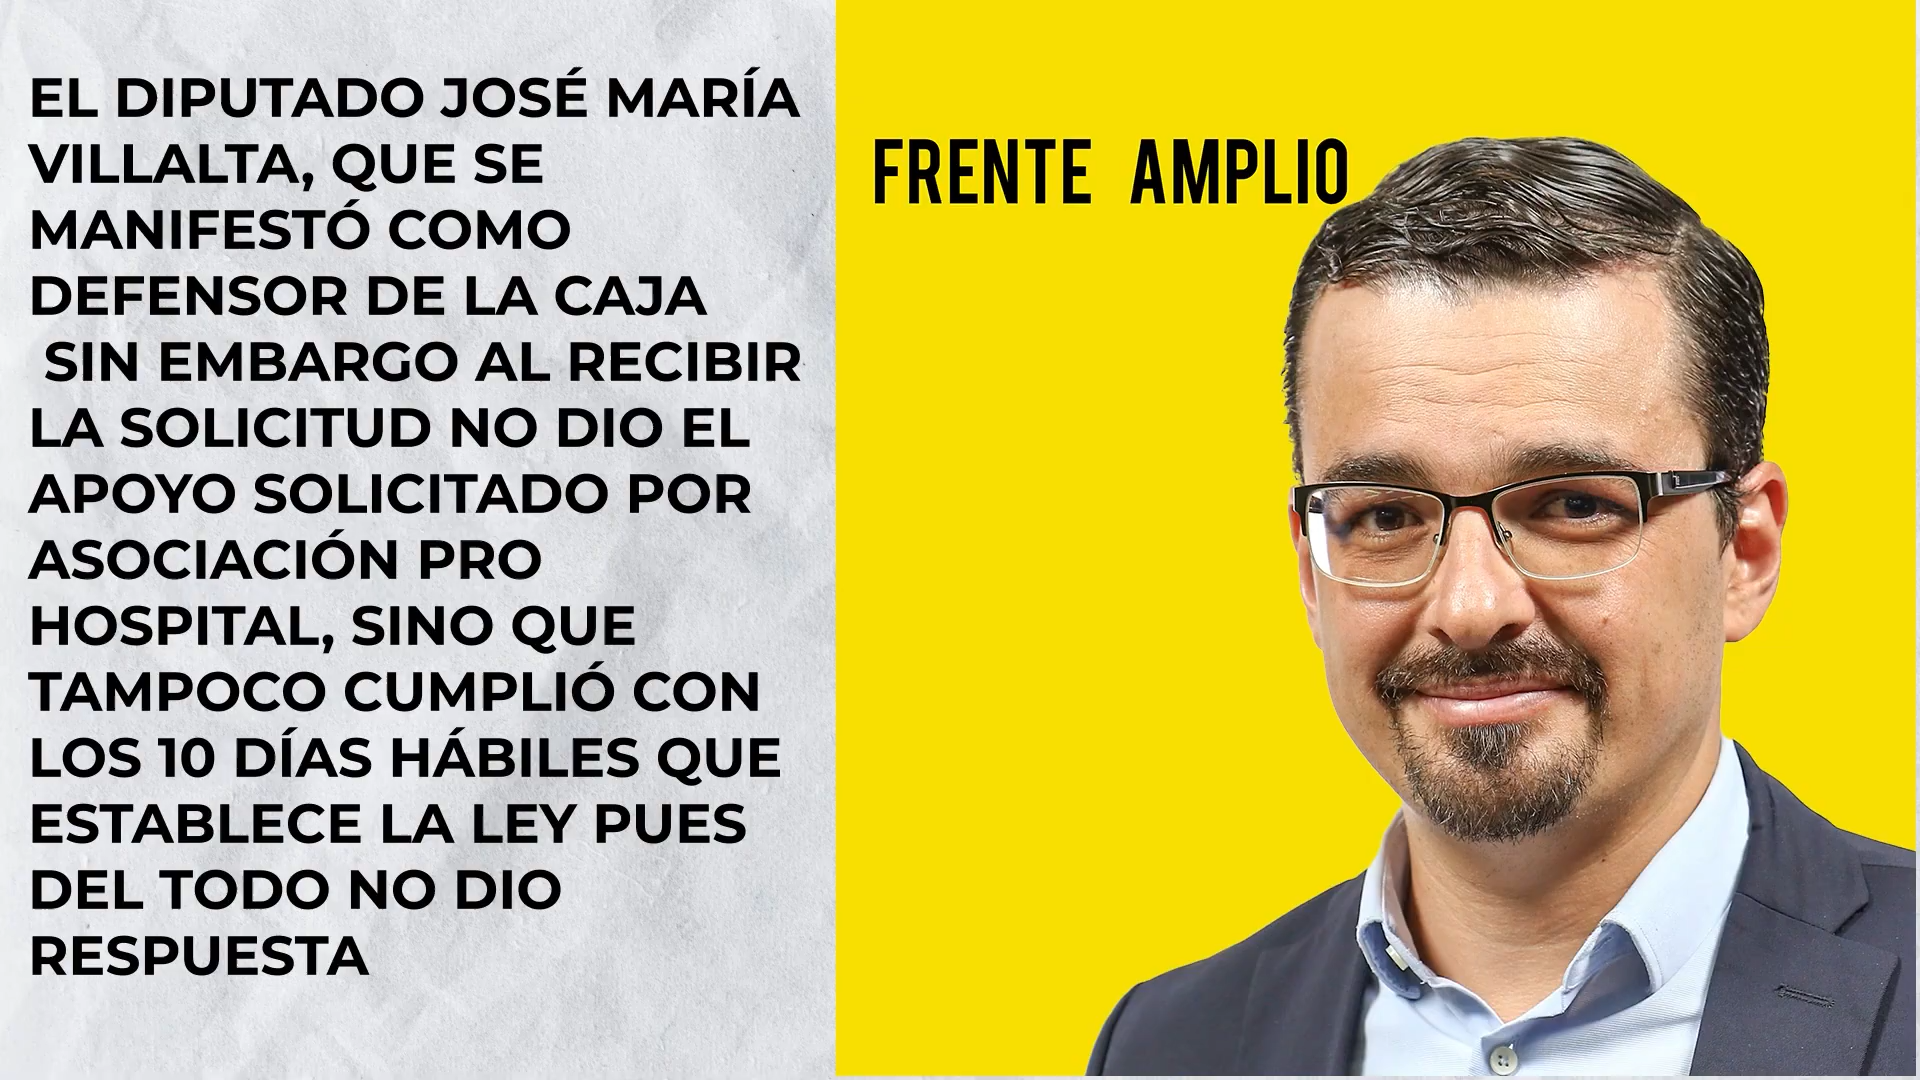 EL DIPUTADO JOSÉ MARÍA
VILLALTA, QUE SE
MANIFESTÓ COMO
DEFENSOR DE LA CAJA
SIN EMBARGO AL RECIBIR
LA SOLICITUD NO DIO EL
APOYO SOLICITADO POR
ASOCIACIÓN PRO
HOSPITAL, SINO QUE
TAMPOCO CUMPLIÓ CON
LOS 10 DÍAS HÁBILES QUE
ESTABLECE LA LEY PUES
DEL TODO NO DIO
RESPUESTA
FRENTE AMPLIO